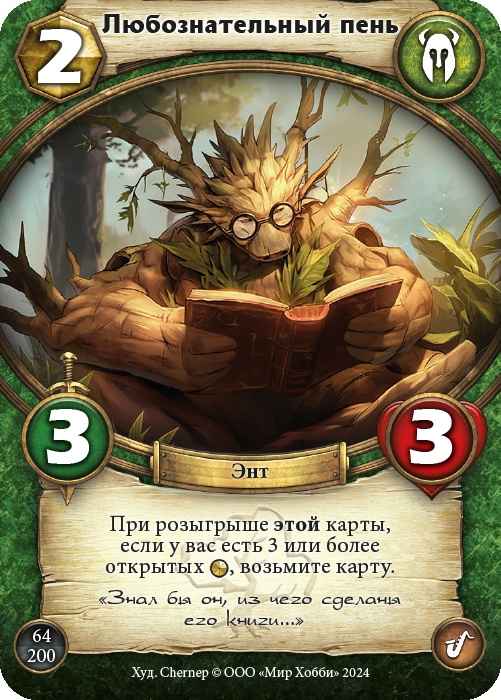 2
Любознательный пень
3
3
Энт
При розыгрыше этой карты,
если у вас есть 3 или более
открытых , возьмите карту.
«Знал бы он, из чего сделаны
его книги...»
64
200
Худ. Chernep © ООО «Мир Хобби» 2024